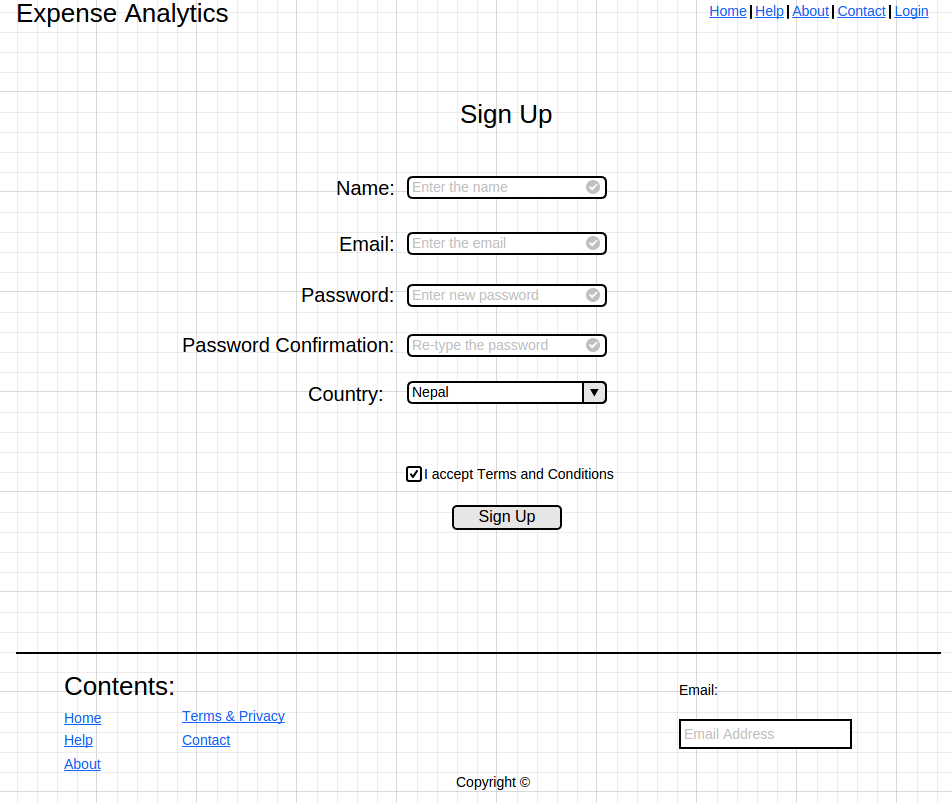 Expense Analytics
Home | Help | About | Contact | Login
Sign Up
Name: Enter the name
Email: Enter the email
Password: Enter new password
Password Confirmation: Re-type the password
Country: Nepal
I accept Terms and Conditions
Sign Up
Contents:
Home
Help
About
Terms & Privacy
Contact
Email:
Email Address
Copyright ©